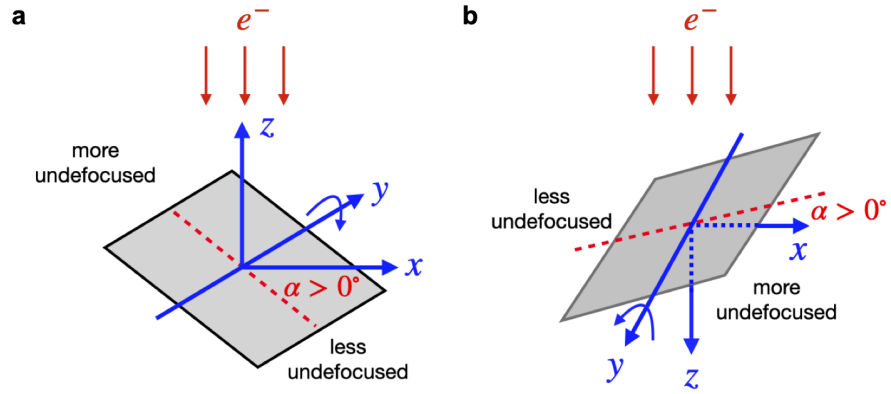 a
e⁻
z
more
undefocused
y
x
α > 0°
less
undefocused
b
e⁻
less
undefocused
α > 0°
x
more
undefocused
y
z